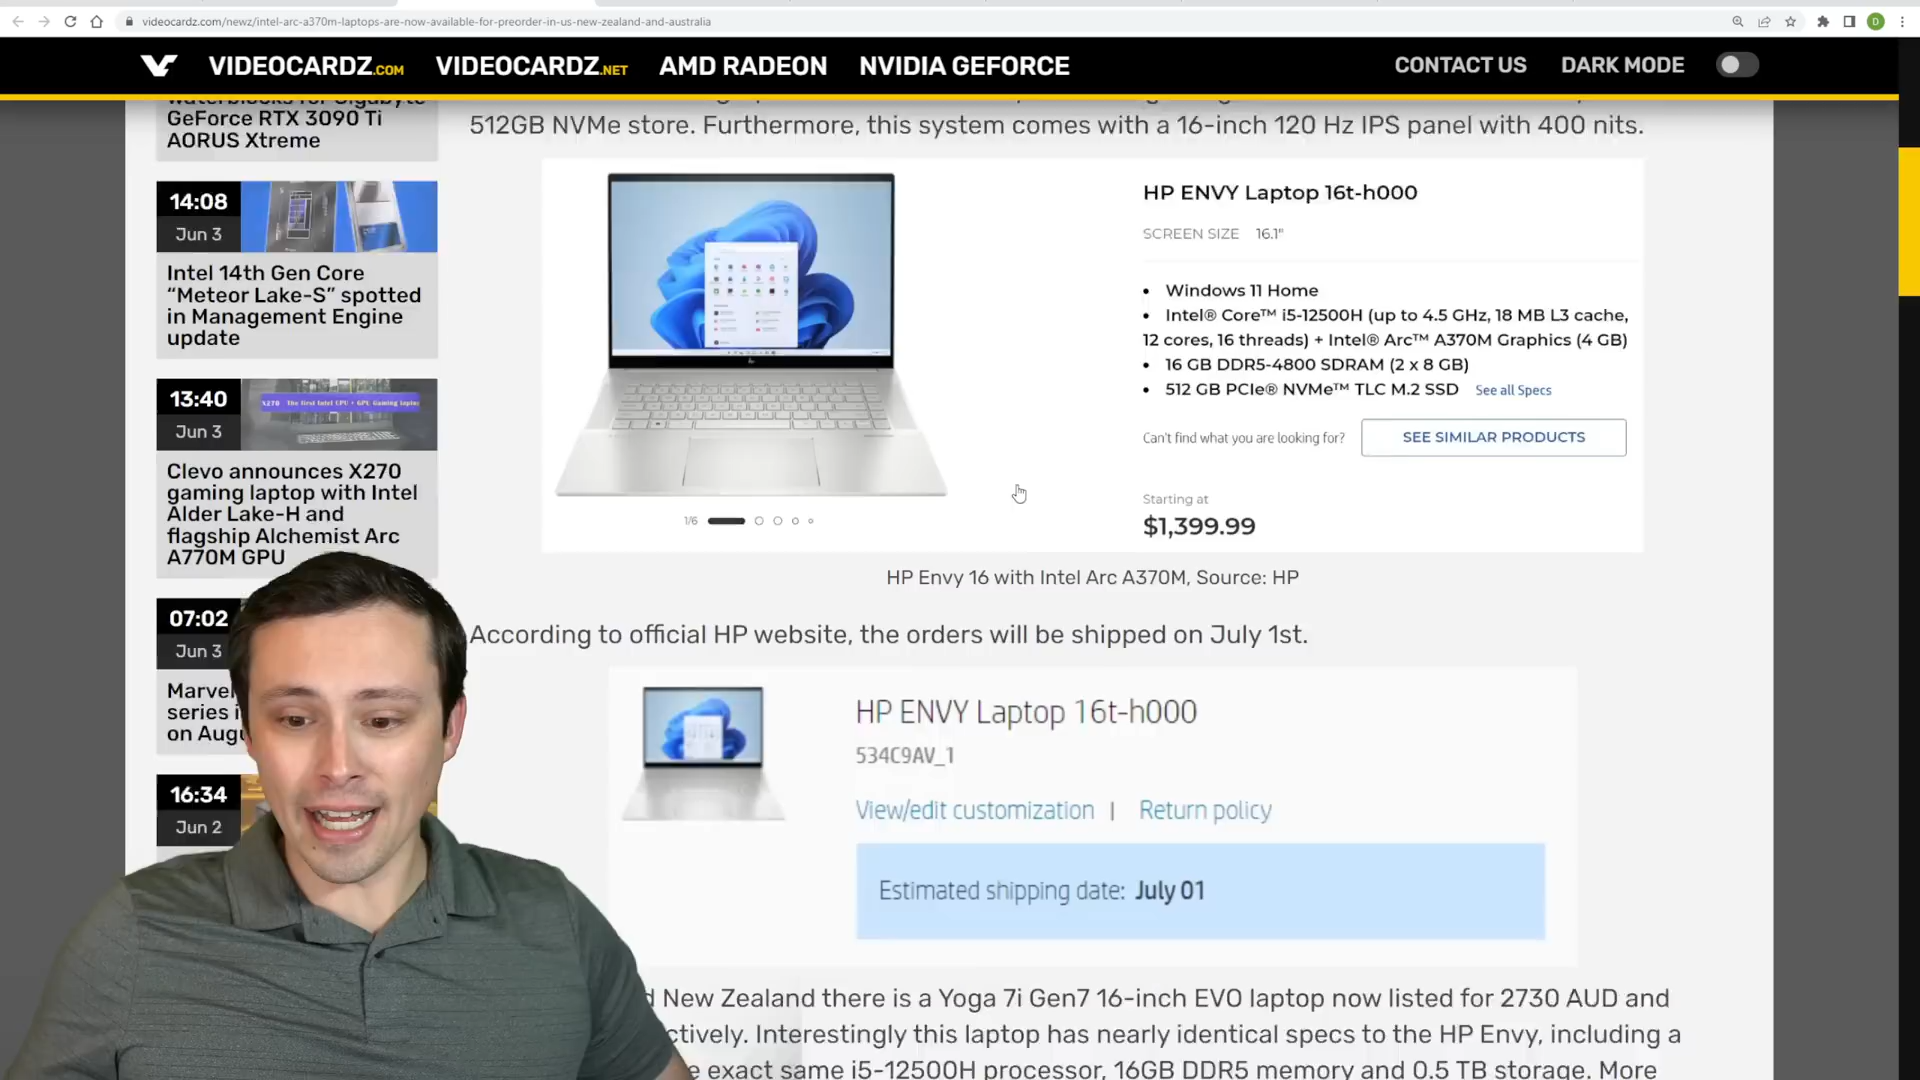 videocardz.com/newz/intel-arc-a370m-laptops-are-now-available-for-preorder-in-us-new-zealand-and-australia
D
VIDEOCARDZ.COM
VIDEOCARDZ.NET
AMD RADEON
NVIDIA GEFORCE
CONTACT US
DARK MODE
waterblocks for Gigabyte
GeForce RTX 3090 Ti
AORUS Xtreme
14:08
Jun 3
Intel 14th Gen Core
“Meteor Lake-S” spotted
in Management Engine
update
13:40
Jun 3
X270 The first Intel CPU + GPU Gaming laptop
Clevo announces X270
gaming laptop with Intel
Alder Lake-H and
flagship Alchemist Arc
A770M GPU
07:02
Jun 3
Marvel
series i
on Augu
16:34
Jun 2
512GB NVMe store. Furthermore, this system comes with a 16-inch 120 Hz IPS panel with 400 nits.
HP ENVY Laptop 16t-h000
SCREEN SIZE 16.1"
• Windows 11 Home
• Intel® Core™ i5-12500H (up to 4.5 GHz, 18 MB L3 cache,
12 cores, 16 threads) + Intel® Arc™ A370M Graphics (4 GB)
• 16 GB DDR5-4800 SDRAM (2 x 8 GB)
• 512 GB PCIe® NVMe™ TLC M.2 SSD See all Specs
Can't find what you are looking for?
SEE SIMILAR PRODUCTS
Starting at
$1,399.99
1/6
HP Envy 16 with Intel Arc A370M, Source: HP
According to official HP website, the orders will be shipped on July 1st.
HP ENVY Laptop 16t-h000
534C9AV_1
View/edit customization | Return policy
Estimated shipping date: July 01
d New Zealand there is a Yoga 7i Gen7 16-inch EVO laptop now listed for 2730 AUD and
ctively. Interestingly this laptop has nearly identical specs to the HP Envy, including a
e exact same i5-12500H processor, 16GB DDR5 memory and 0.5 TB storage. More